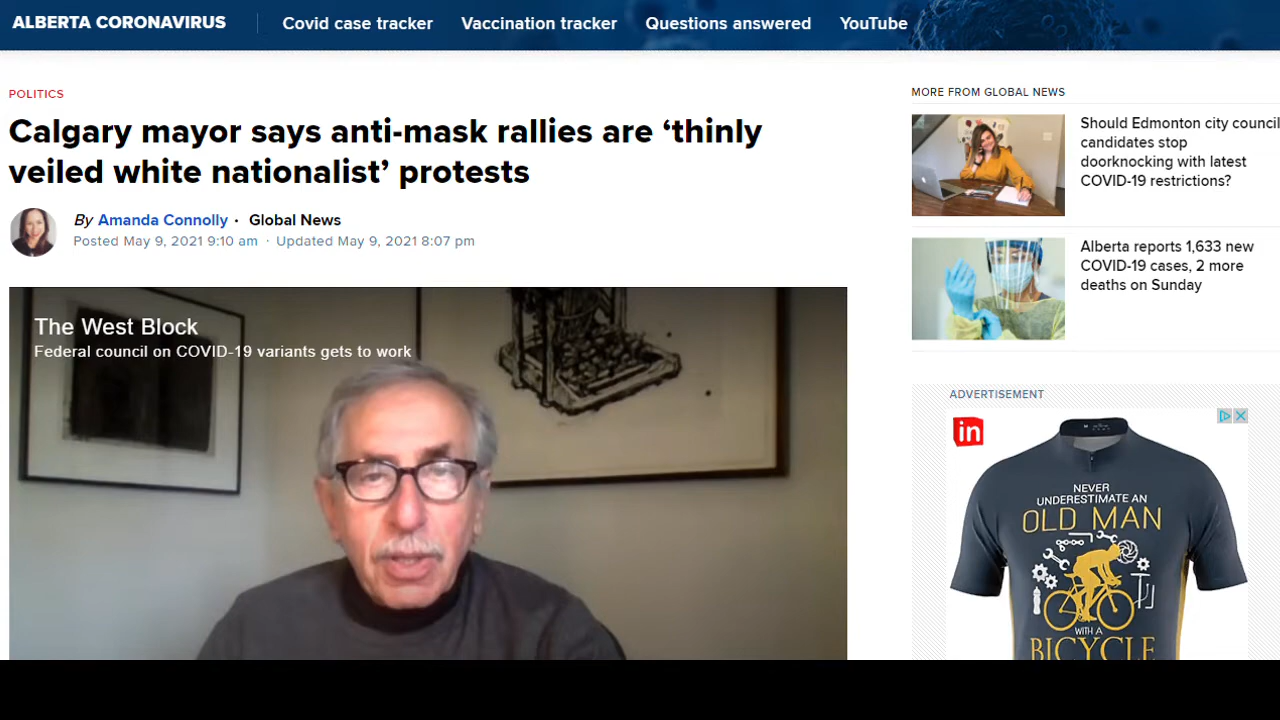 ALBERTA CORONAVIRUS
Covid case tracker
Vaccination tracker
Questions answered
YouTube
POLITICS
Calgary mayor says anti-mask rallies are ‘thinly
veiled white nationalist’ protests
By Amanda Connolly • Global News
Posted May 9, 2021 9:10 am · Updated May 9, 2021 8:07 pm
The West Block
Federal council on COVID-19 variants gets to work
MORE FROM GLOBAL NEWS
Should Edmonton city council
candidates stop
doorknocking with latest
COVID-19 restrictions?
Alberta reports 1,633 new
COVID-19 cases, 2 more
deaths on Sunday
ADVERTISEMENT
in
NEVER
UNDERESTIMATE AN
OLD MAN
WITH A
BICYCLE